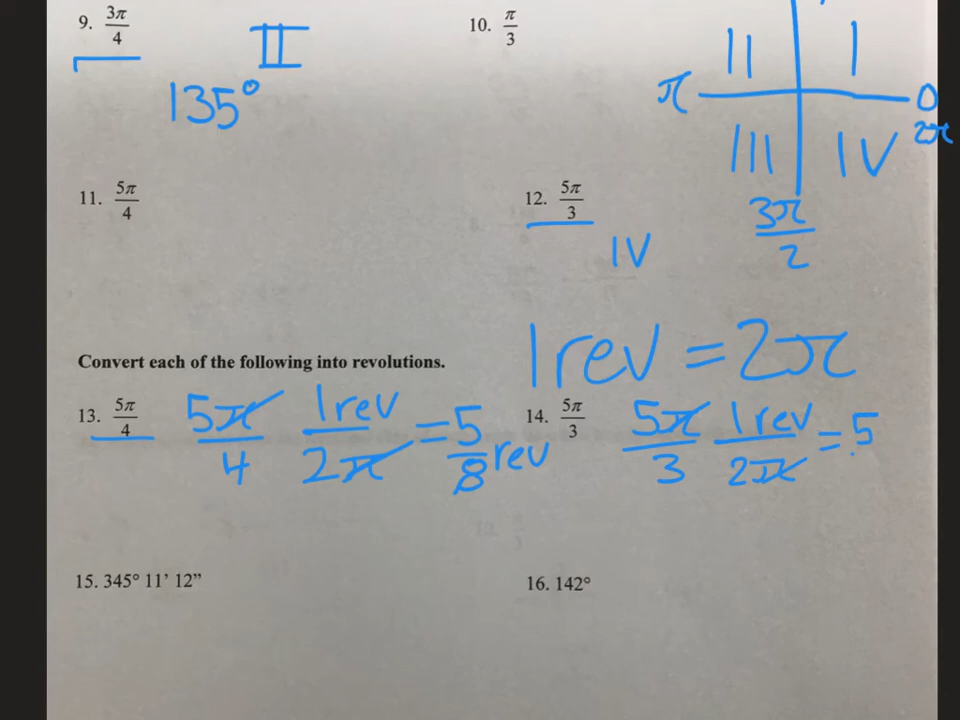 9. 3π/4 II
135°
10. π/3
II I
π 0
2π
III IV
3π/2
11. 5π/4
12. 5π/3
IV
1rev = 2π
Convert each of the following into revolutions.
13. 5π/4 5π/4 1rev/2π = 5/8 rev
14. 5π/3 5π/3 1rev/2π = 5
15. 345° 11’ 12”
16. 142°